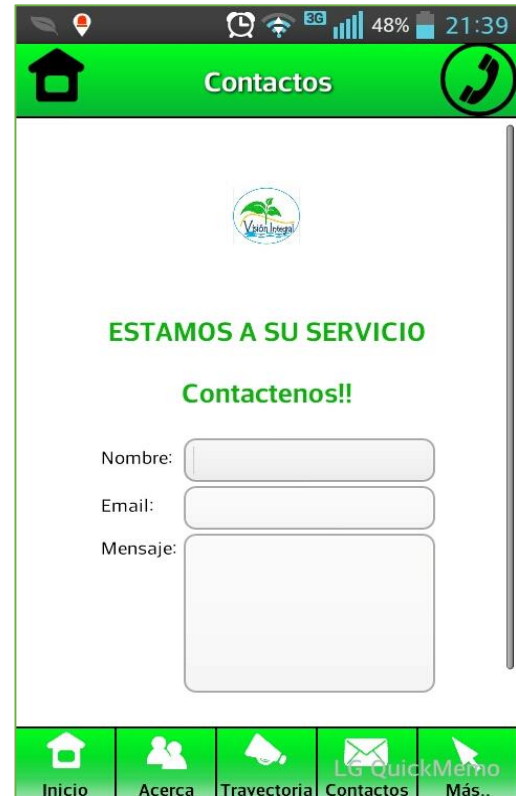 3G 48% 21:39
Contactos
Visión Integral
ESTAMOS A SU SERVICIO
Contactenos!!
Nombre:
Email:
Mensaje:
LG QuickMemo
Inicio Acerca Trayectoria Contactos Más..